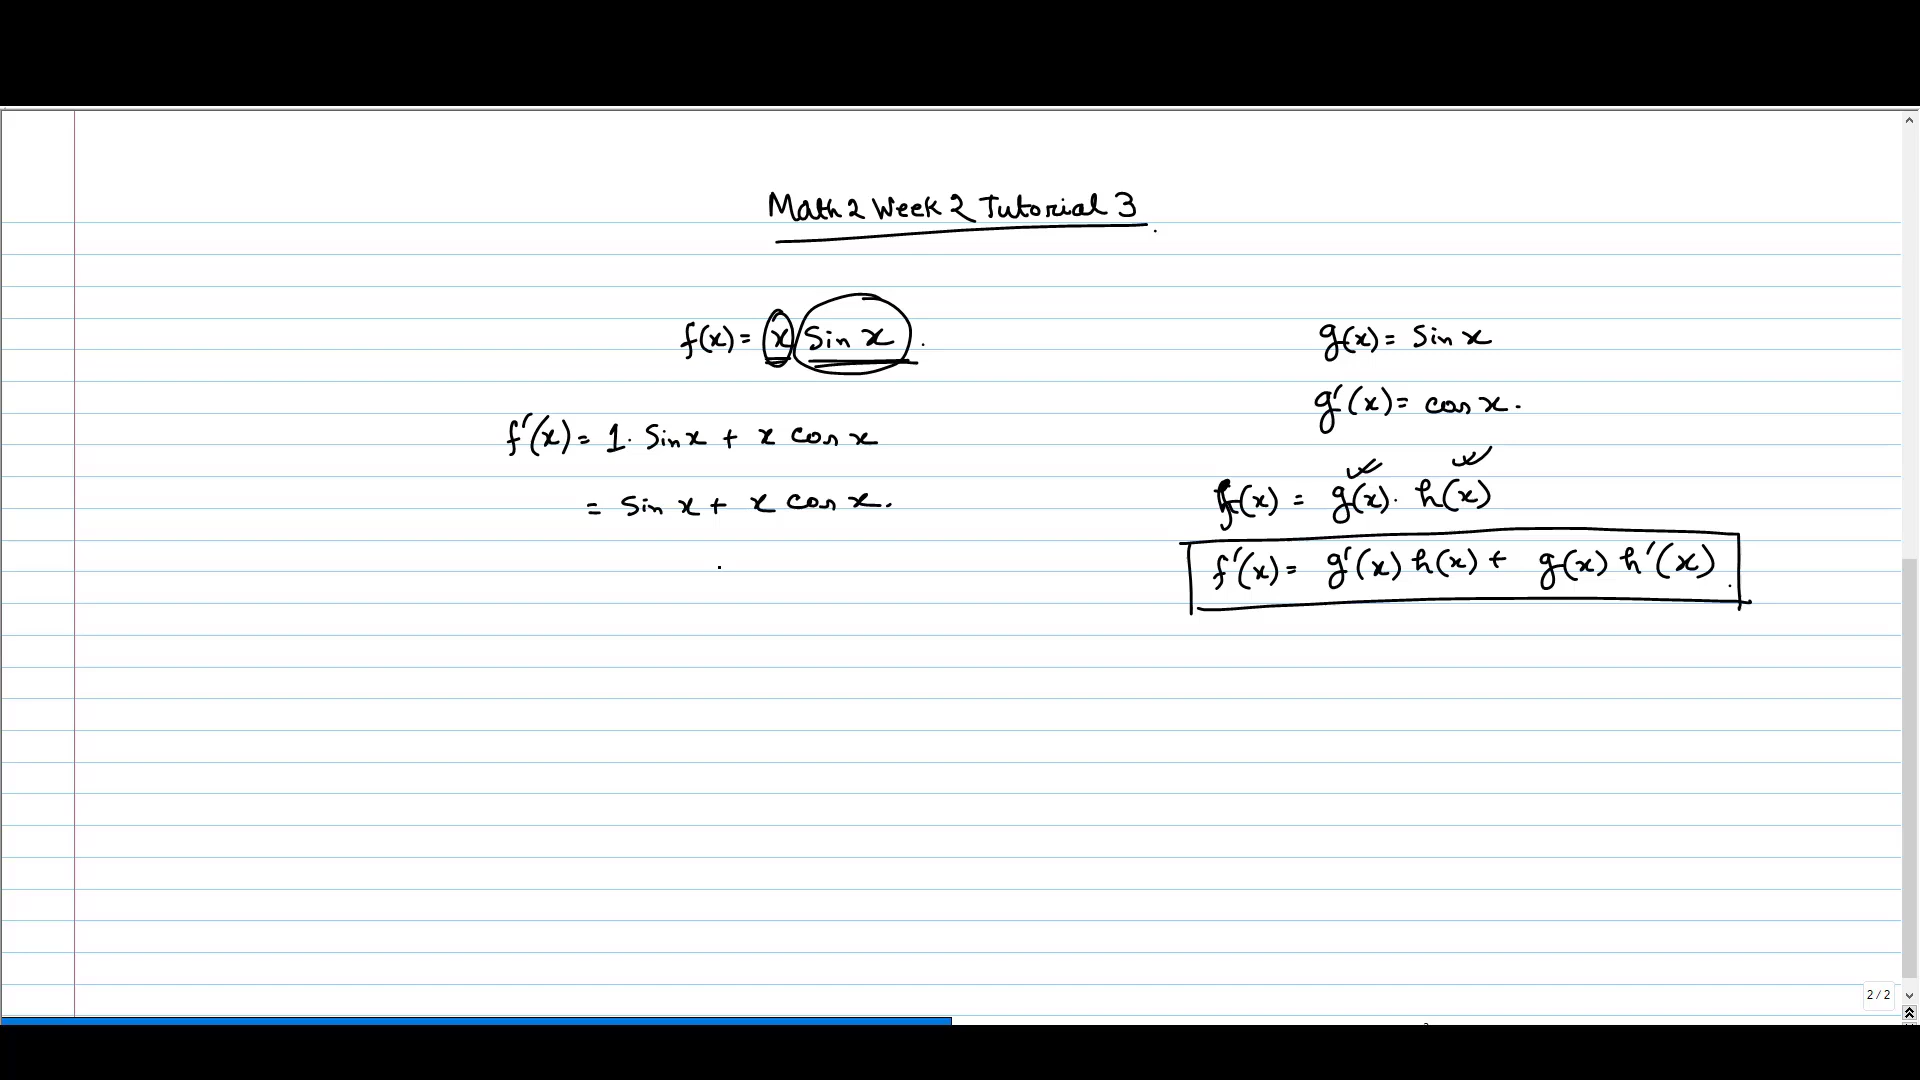 Math 2 Week 2 Tutorial 3
f(x) = x sin x .
f'(x) = 1. sin x + x cos x
= sin x + x cos x.
g(x) = sin x
g'(x) = cos x.
f(x) = g(x). h(x)
f'(x) = g'(x) h(x) + g(x) h'(x).
2 / 2